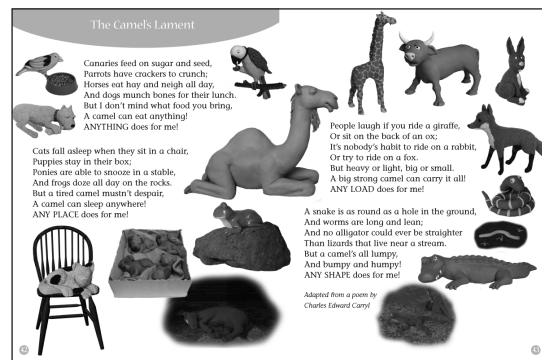 The Camel's Lament
Canaries feed on sugar and seed,
Parrots have crackers to crunch;
Horses eat hay and neigh all day,
And dogs munch bones for their lunch.
But I don't mind what food you bring,
A camel can eat anything!
ANYTHING does for me!
Cats fall asleep when they sit in a chair,
Puppies stay in their box;
Ponies are able to snooze in a stable,
And frogs doze all day on the rocks.
But a tired camel mustn't despair,
A camel can sleep anywhere!
ANY PLACE does for me!
42
People laugh if you ride a giraffe,
Or sit on the back of an ox;
It's nobody's habit to ride on a rabbit,
Or try to ride on a fox.
But heavy or light, big or small.
A big strong camel can carry it all!
ANY LOAD does for me!
A snake is as round as a hole in the ground,
And worms are long and lean;
And no alligator could ever be straighter
Than lizards that live near a stream.
But a camel's all lumpy,
And bumpy and humpy!
ANY SHAPE does for me!
Adapted from a poem by
Charles Edward Carryl
43